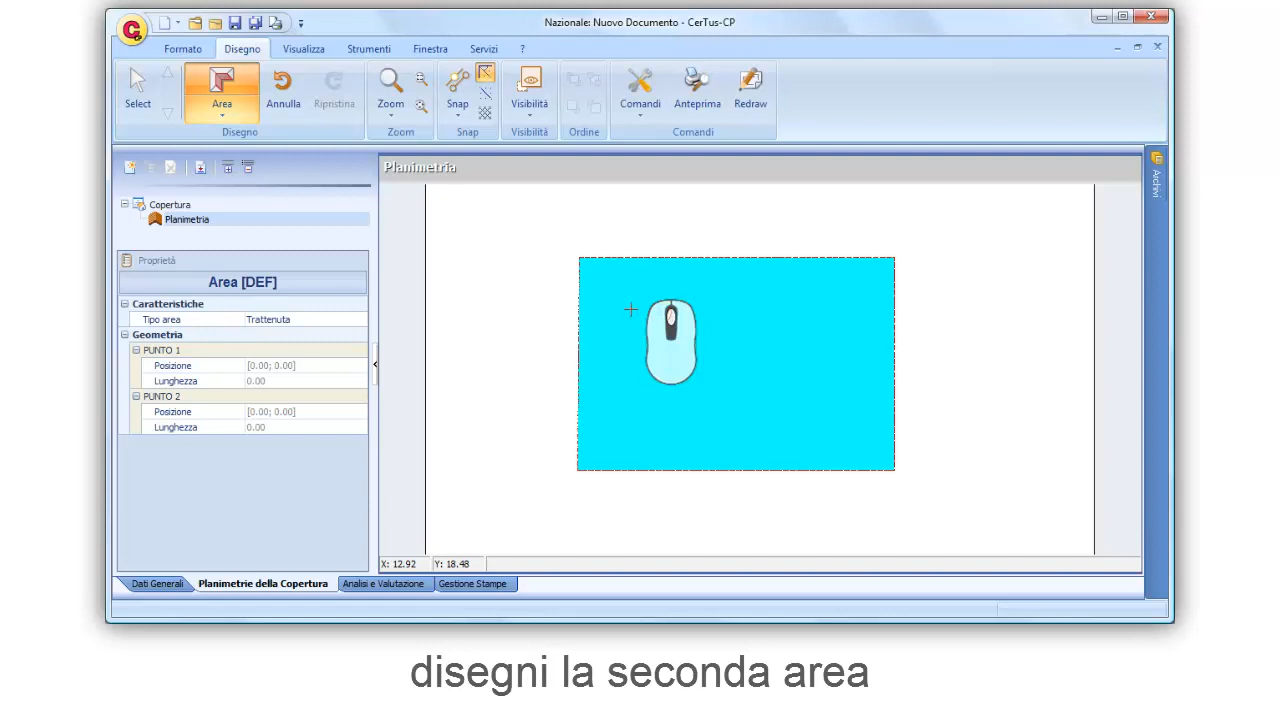 Nazionale: Nuovo Documento - CerTus-CP
Formato
Disegno
Visualizza
Strumenti
Finestra
Servizi
?
Select
Area
Annulla
Ripristina
Zoom
Snap
Visibilità
Comandi
Anteprima
Redraw
Disegno
Zoom
Snap
Visibilità
Ordine
Comandi
Copertura
Planimetria
Proprietà
Area [DEF]
Caratteristiche
Tipo area Trattenuta
Geometria
PUNTO 1
Posizione [0.00; 0.00]
Lunghezza 0.00
PUNTO 2
Posizione [0.00; 0.00]
Lunghezza 0.00
Planimetria
Archivi
X: 12.92 Y: 18.48
Dati Generali
Planimetrie della Copertura
Analisi e Valutazione
Gestione Stampe
disegni la seconda area